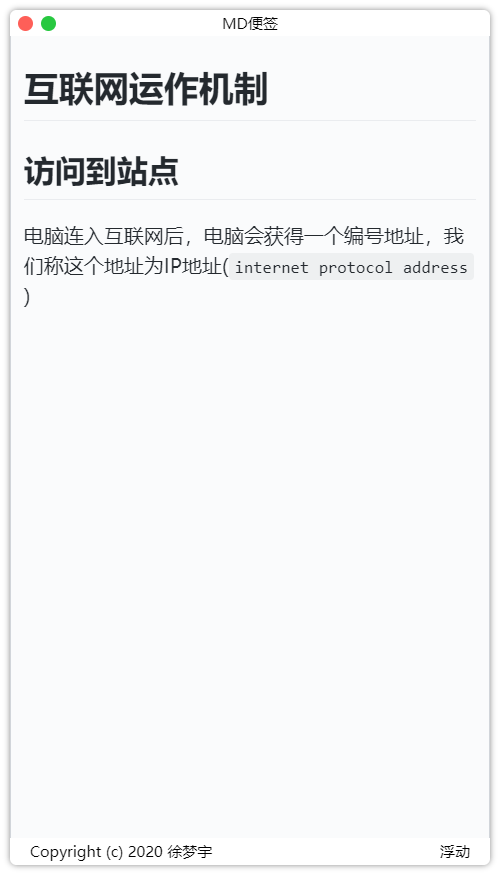 MD便签
互联网运作机制
访问到站点
电脑连入互联网后，电脑会获得一个编号地址，我
们称这个地址为IP地址(internet protocol address
)
Copyright (c) 2020 徐梦宇
浮动